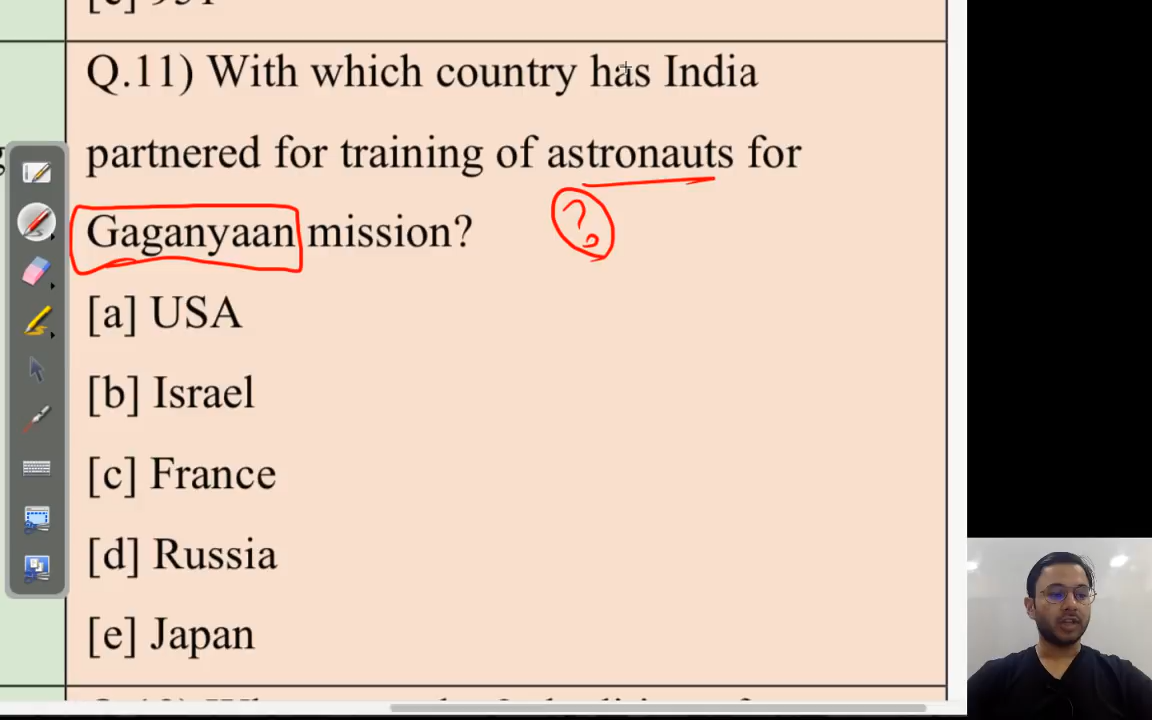 Q.11) With which country has India
partnered for training of astronauts for
Gaganyaan mission?
?
[a] USA
[b] Israel
[c] France
[d] Russia
[e] Japan